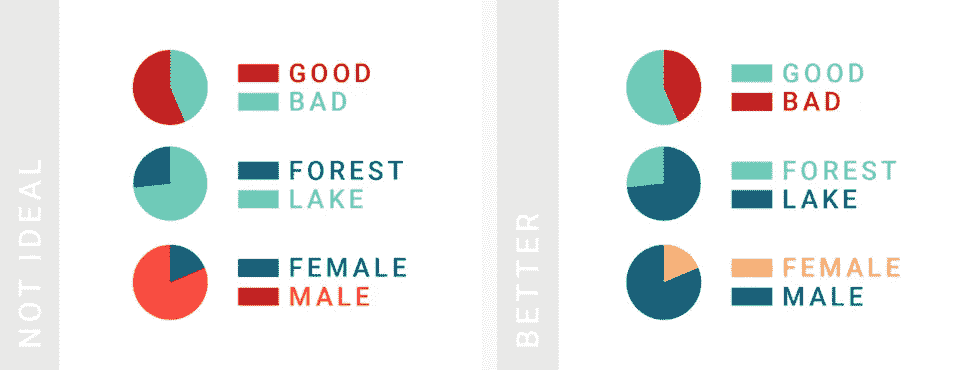 NOT IDEAL
GOOD
BAD
FOREST
LAKE
FEMALE
MALE
BETTER
GOOD
BAD
FOREST
LAKE
FEMALE
MALE